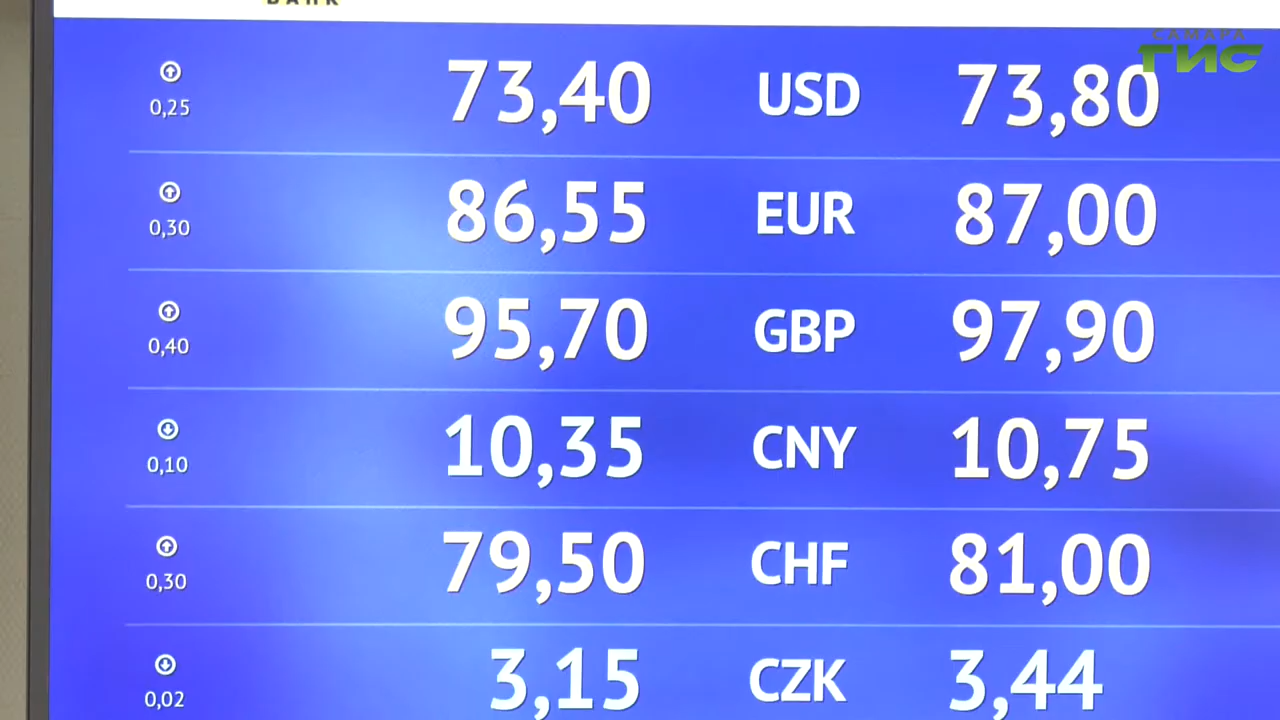 BANK
САМАРА
ГИС
73,40 USD 73,80
0,25
86,55 EUR 87,00
0,30
95,70 GBP 97,90
0,40
10,35 CNY 10,75
0,10
79,50 CHF 81,00
0,30
3,15 CZK 3,44
0,02